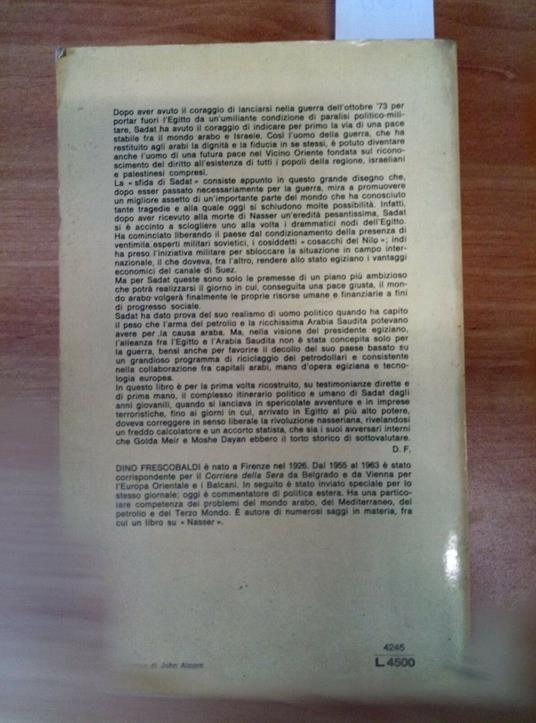 Dopo aver avuto il coraggio di lanciarsi nella guerra dell'ottobre '73 per
portar fuori l'Egitto da un'umiliante condizione di paralisi politico-mili-
tare, Sadat ha avuto il coraggio di indicare per primo la via di una pace
stabile fra il mondo arabo e Israele. Così l'uomo della guerra, che ha
restituito agli arabi la dignità e la fiducia in se stessi, è potuto diventare
anche l'uomo di una futura pace nel Vicino Oriente fondata sul ricono-
scimento del diritto all'esistenza di tutti i popoli della regione, israeliani
e palestinesi compresi.
La « sfida di Sadat » consiste appunto in questo grande disegno che,
dopo esser passato necessariamente per la guerra, mira a promuovere
un migliore assetto di un'importante parte del mondo che ha conosciuto
tante tragedie e alla quale oggi si schiudono molte possibilità. Infatti,
dopo aver ricevuto alla morte di Nasser un'eredità pesantissima, Sadat
si è accinto a sciogliere uno alla volta i drammatici nodi dell'Egitto.
Ha cominciato liberando il paese dal condizionamento della presenza di
ventimila esperti militari sovietici, i cosiddetti « cosacchi del Nilo »; indi
ha preso l'iniziativa militare per sbloccare la situazione in campo inter-
nazionale, il che doveva, fra l'altro, rendere allo stato egiziano i vantaggi
economici del canale di Suez.
Ma per Sadat queste sono solo le premesse di un piano più ambizioso
che potrà realizzarsi il giorno in cui, conseguita una pace giusta, il mon-
do arabo volgerà finalmente le proprie risorse umane e finanziarie a fini
di progresso sociale.
Sadat ha dato prova del suo realismo di uomo politico quando ha capito
il peso che l'arma del petrolio e la ricchissima Arabia Saudita potevano
avere per la causa araba. Ma, nella visione del presidente egiziano,
l'alleanza fra l'Egitto e l'Arabia Saudita non è stata concepita solo per
la guerra, bensì anche per favorire il decollo del suo paese basato su
un grandioso programma di riciclaggio dei petrodollari e consistente
nella collaborazione fra capitali arabi, mano d'opera egiziana e tecno-
logia europea.
In questo libro è per la prima volta ricostruito, su testimonianze dirette e
di prima mano, il complesso itinerario politico e umano di Sadat dagli
anni giovanili, quando si lanciava in spericolate avventure e in imprese
terroristiche, fino ai giorni in cui, arrivato in Egitto al più alto potere,
doveva correggere in senso liberale la rivoluzione nasseriana, rivelandosi
un freddo calcolatore e un accorto statista, che sia i suoi avversari interni
che Golda Meir e Moshe Dayan ebbero il torto storico di sottovalutare.
D. F.
DINO FRESCOBALDI è nato a Firenze nel 1926. Dal 1955 al 1963 è stato
corrispondente per il Corriere della Sera da Belgrado e da Vienna per
l'Europa Orientale e i Balcani. In seguito è stato inviato speciale per lo
stesso giornale; oggi è commentatore di politica estera. Ha una partico-
lare competenza dei problemi del mondo arabo, del Mediterraneo, del
petrolio e del Terzo Mondo. È autore di numerosi saggi in materia, fra
cui un libro su « Nasser ».
di John Alcorn
4245
L. 4500